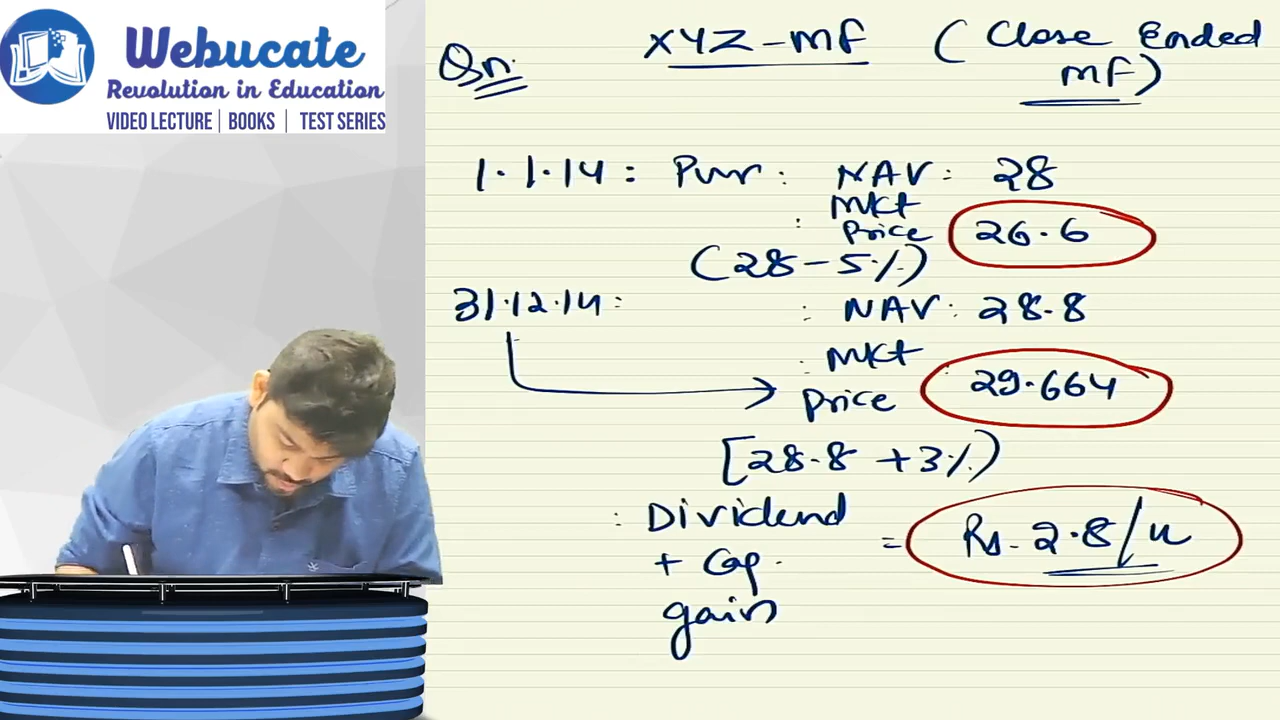 Webucate
Revolution in Education
VIDEO LECTURE | BOOKS | TEST SERIES
Qn. XYZ-MF (Close Ended
MF)
1.1.14 : Pur : NAV : 28
: Mkt Price 26.6
(28-5%)
31.12.14 : : NAV : 28.8
: Mkt Price : 29.664
[28.8 +3%)
: Dividend + Cap. gain = Rs. 2.8/u